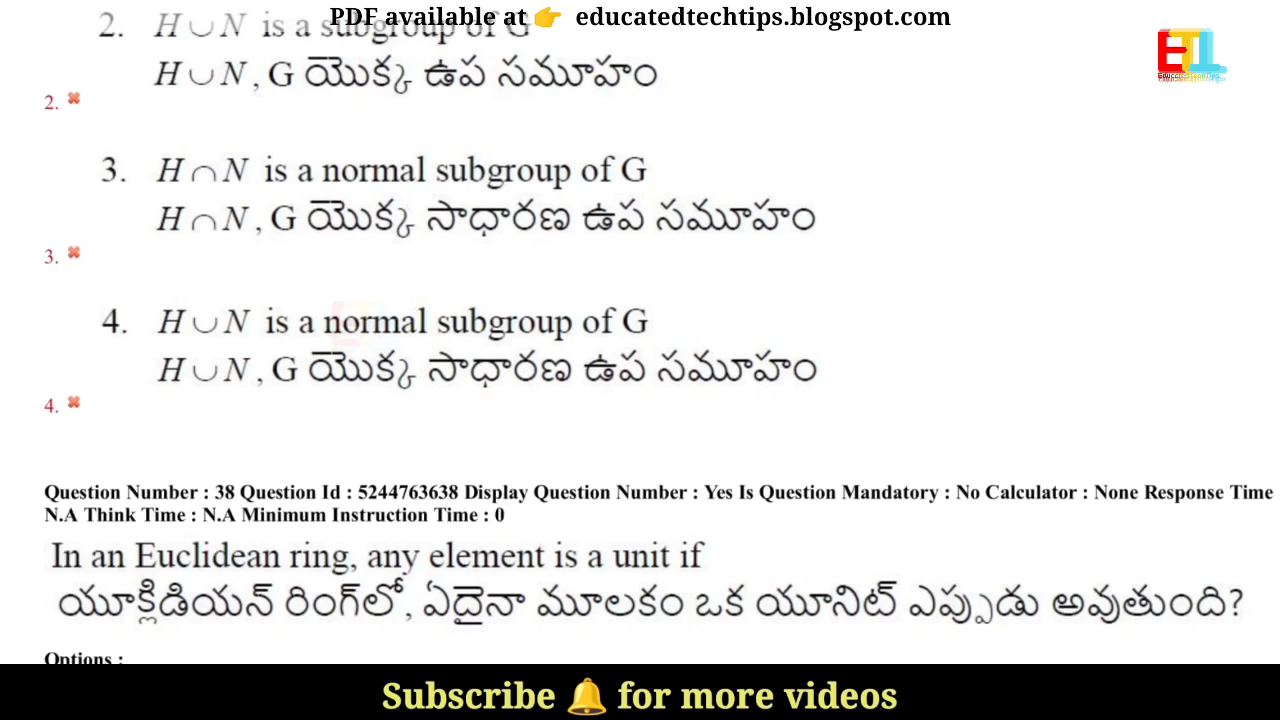 PDF available at 👉 educatedtechtips.blogspot.com
2. H ∪ N is a subgroup of G
H ∪ N, G యొక్క ఉప సమూహం
2. ✖
3. H ∩ N is a normal subgroup of G
H ∩ N, G యొక్క సాధారణ ఉప సమూహం
3. ✖
4. H ∪ N is a normal subgroup of G
H ∪ N, G యొక్క సాధారణ ఉప సమూహం
4. ✖
Question Number : 38 Question Id : 5244763638 Display Question Number : Yes Is Question Mandatory : No Calculator : None Response Time
N.A Think Time : N.A Minimum Instruction Time : 0
In an Euclidean ring, any element is a unit if
యూక్లిడియన్ రింగ్‌లో, ఏదైనా మూలకం ఒక యూనిట్ ఎప్పుడు అవుతుంది?
Options :
Subscribe 🔔 for more videos